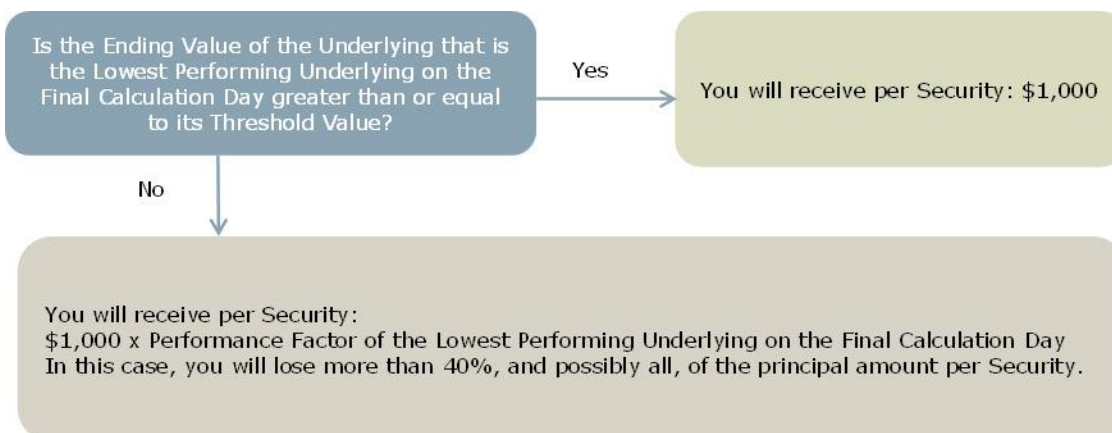 Is the Ending Value of the Underlying that is
the Lowest Performing Underlying on the
Final Calculation Day greater than or equal
to its Threshold Value?
Yes
You will receive per Security: $1,000
No
You will receive per Security:
$1,000 x Performance Factor of the Lowest Performing Underlying on the Final Calculation Day
In this case, you will lose more than 40%, and possibly all, of the principal amount per Security.